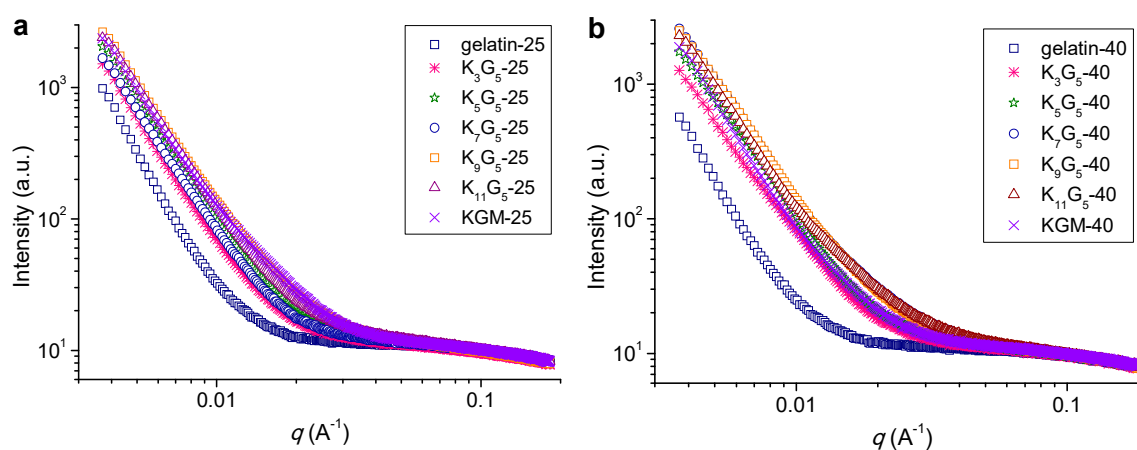 a
Intensity (a.u.)
10³
10²
10¹
0.01
0.1
q (A⁻¹)
gelatin-25
K₃G₅-25
K₅G₅-25
K₇G₅-25
K₉G₅-25
K₁₁G₅-25
KGM-25
b
Intensity (a.u.)
10³
10²
10¹
0.01
0.1
q (A⁻¹)
gelatin-40
K₃G₅-40
K₅G₅-40
K₇G₅-40
K₉G₅-40
K₁₁G₅-40
KGM-40